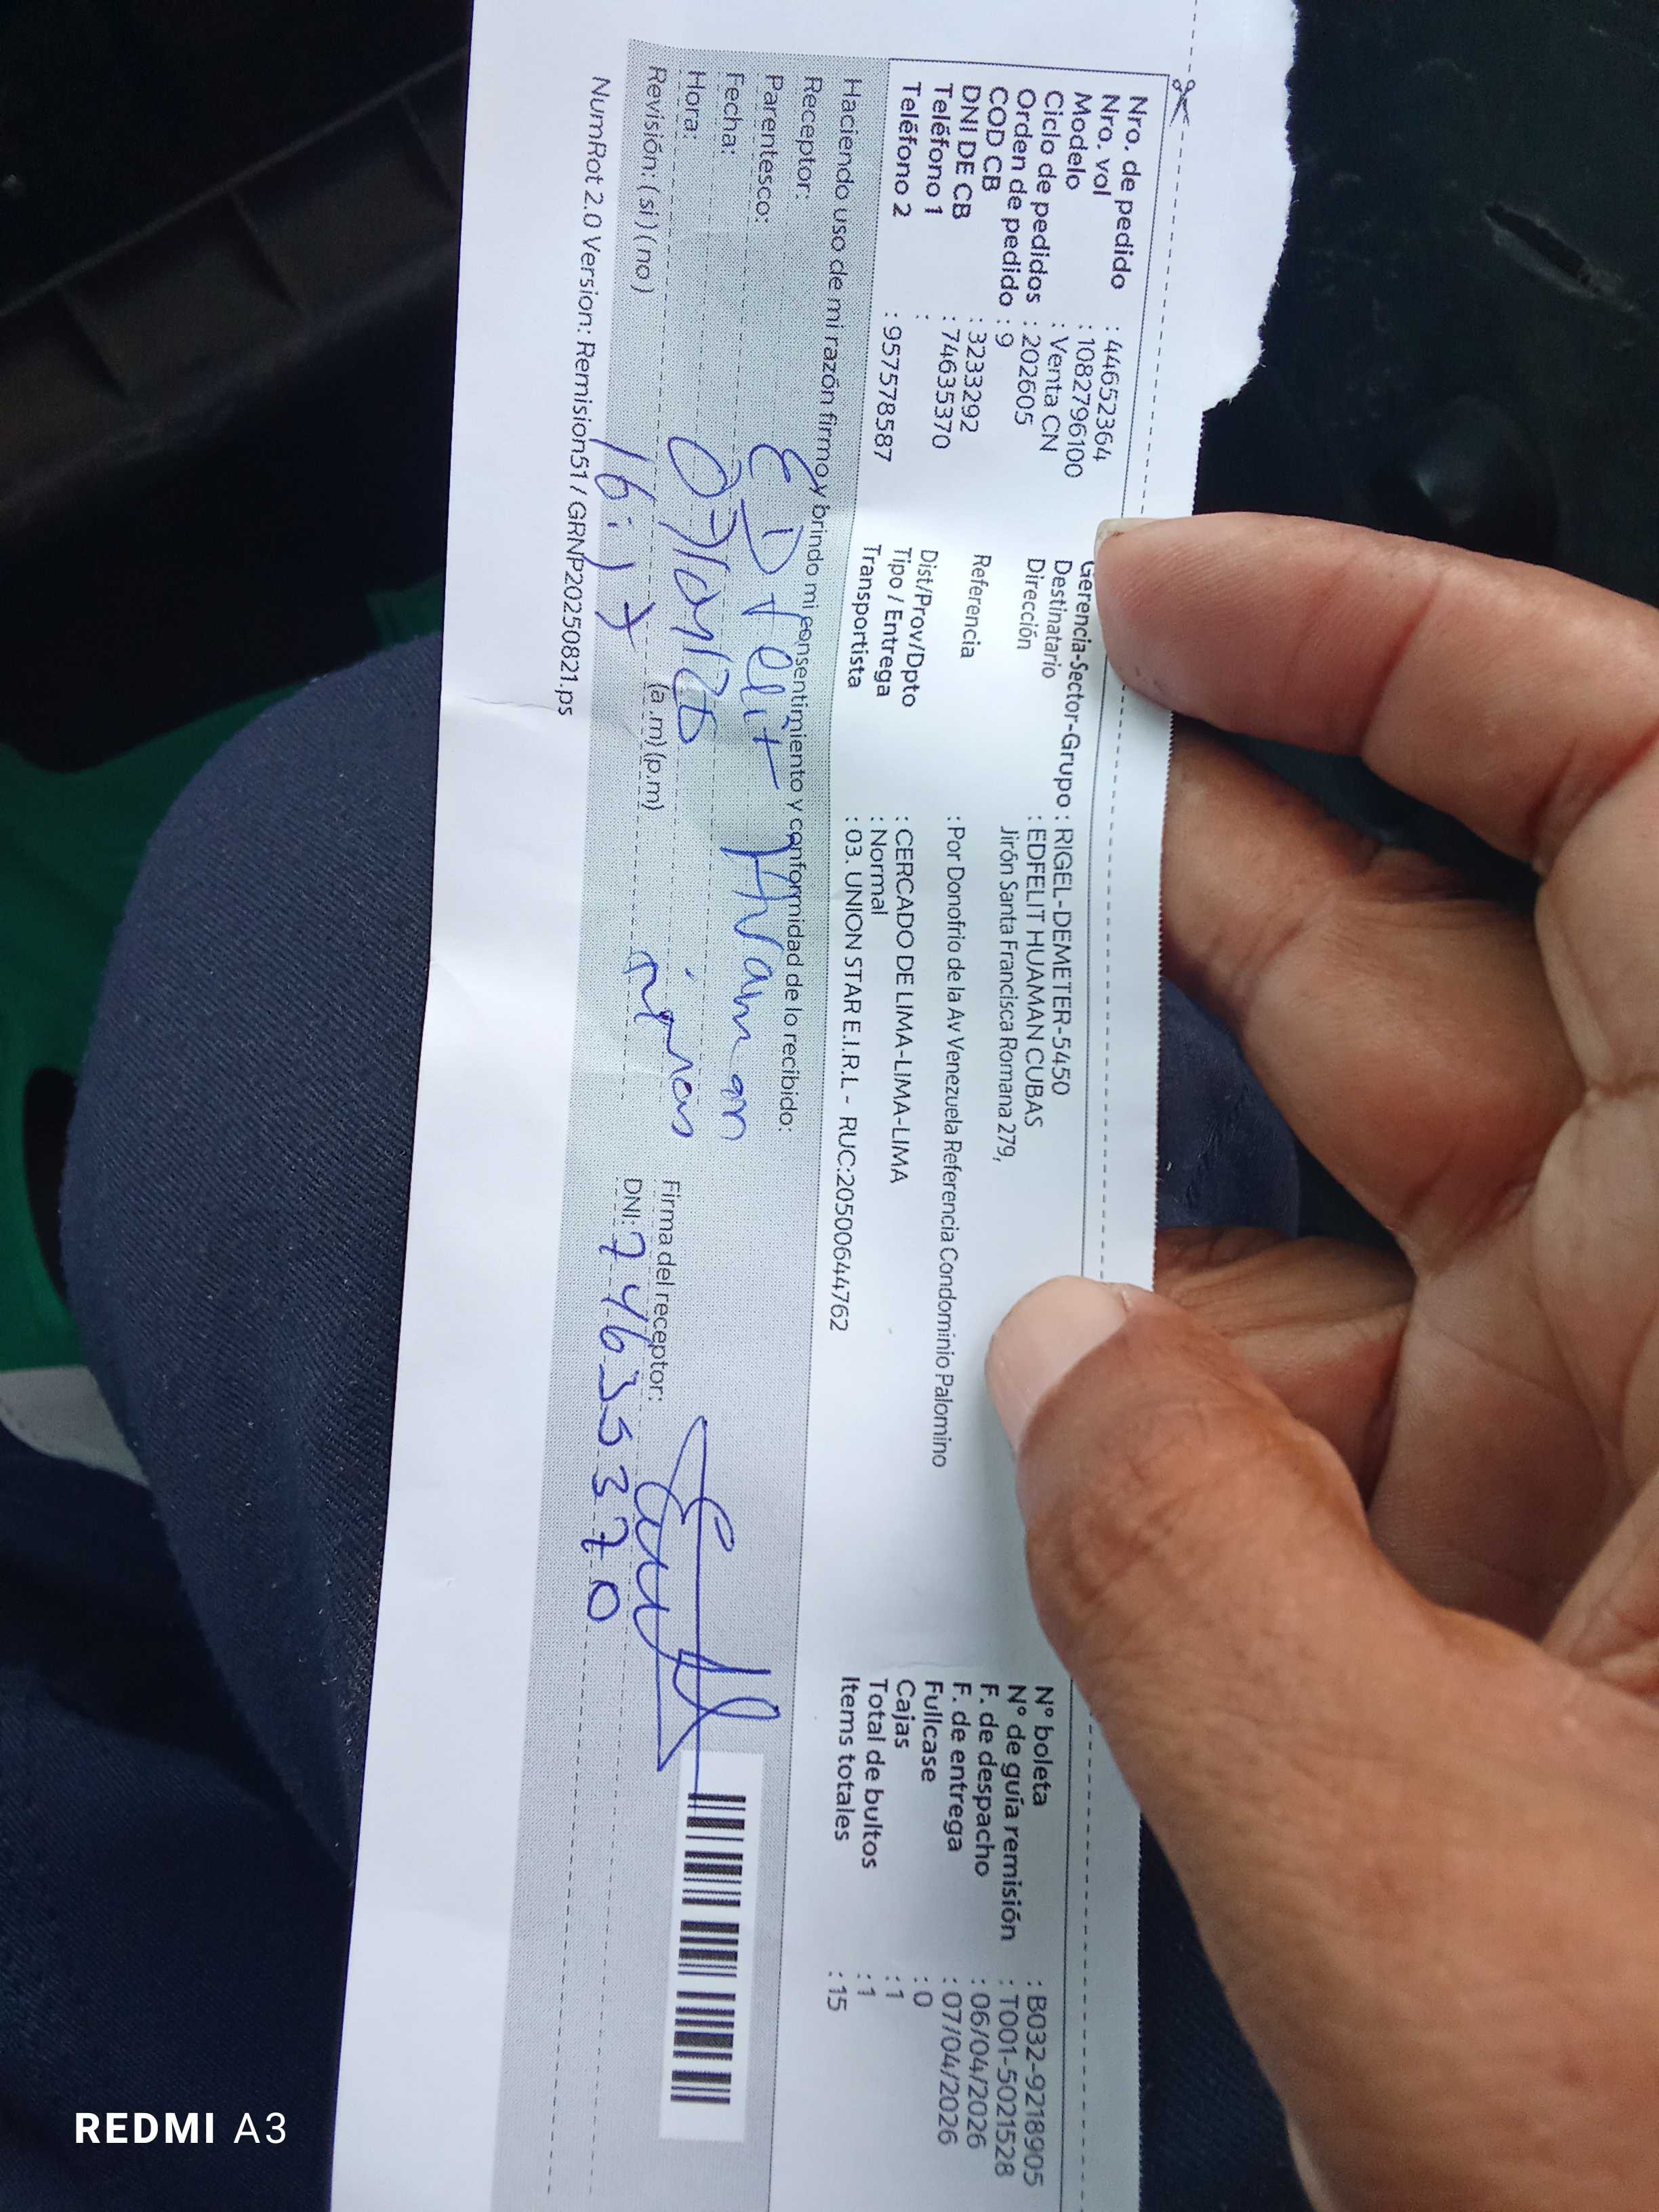 Nro. de pedido : 44652364
Nro. vol : 1082796100
Modelo : Venta CN
Ciclo de pedidos : 202605
Orden de pedido : 9
COD CB : 3233292
DNI DE CB : 74635370
Teléfono 1 :
Teléfono 2 : 957578587
Gerencia-Sector-Grupo : RIGEL-DEMETER-5450
Destinatario : EDFELIT HUAMAN CUBAS
Dirección Jirón Santa Francisca Romana 279,
Referencia : Por Donofrio de la Av Venezuela Referencia Condominio Palomino
Dist/Prov/Dpto : CERCADO DE LIMA-LIMA-LIMA
Tipo / Entrega : Normal
Transportista : 03. UNION STAR E.I.R.L - RUC:20500644762
N° boleta : B032-9218905
N° de guía remisión : T001-5021528
F. de despacho : 06/04/2026
F. de entrega : 07/04/2026
Fullcase : 0
Cajas : 1
Total de bultos : 1
Items totales : 15
Haciendo uso de mi razón firmo y brindo mi consentimiento y conformidad de lo recibido:
Receptor: Huaman
Parentesco:
Fecha: 07/04/26
Hora: 16:17 (a.m) (p.m)
Revisión: (si) (no)
Firma del receptor:
DNI: 74635370
NumRot 2.0 Version: Remision51 / GRNP20250821.ps
REDMI A3